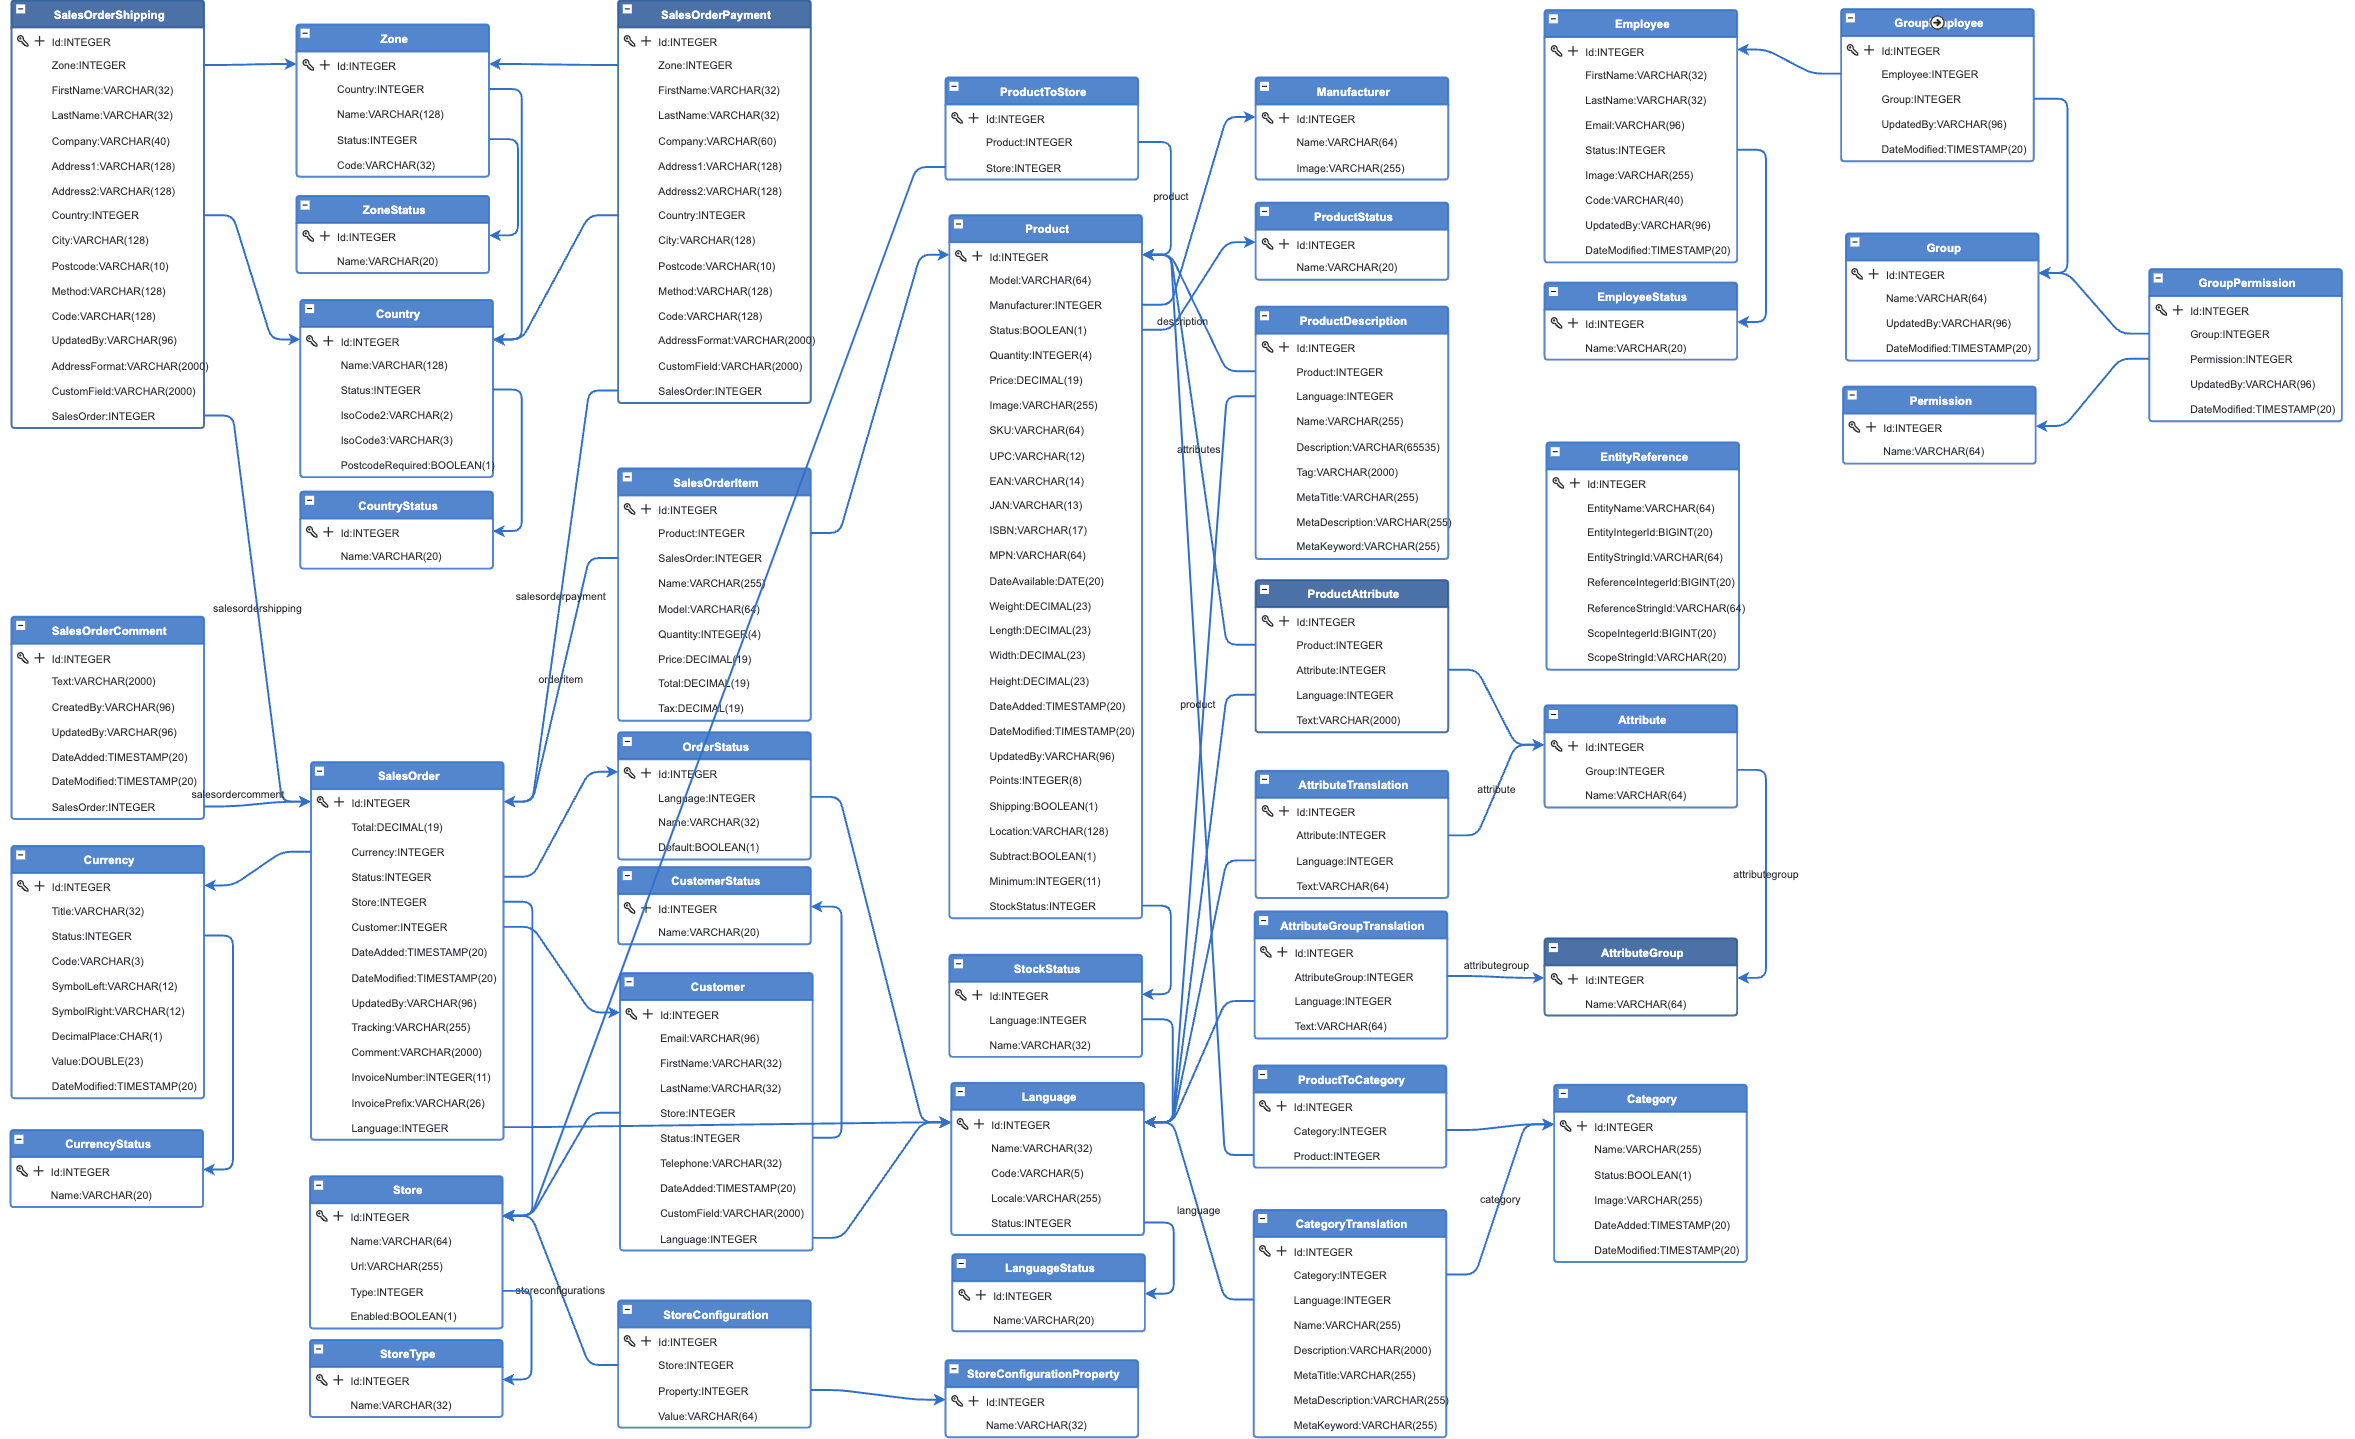 SalesOrderShipping
Id:INTEGER
Zone:INTEGER
FirstName:VARCHAR(32)
LastName:VARCHAR(32)
Company:VARCHAR(40)
Address1:VARCHAR(128)
Address2:VARCHAR(128)
Country:INTEGER
City:VARCHAR(128)
Postcode:VARCHAR(10)
Method:VARCHAR(128)
Code:VARCHAR(128)
UpdatedBy:VARCHAR(96)
AddressFormat:VARCHAR(2000)
CustomField:VARCHAR(2000)
SalesOrder:INTEGER
salesordershipping
SalesOrderComment
Id:INTEGER
Text:VARCHAR(2000)
CreatedBy:VARCHAR(96)
UpdatedBy:VARCHAR(96)
DateAdded:TIMESTAMP(20)
DateModified:TIMESTAMP(20)
SalesOrder:INTEGER
salesordercomment
Currency
Id:INTEGER
Title:VARCHAR(32)
Status:INTEGER
Code:VARCHAR(3)
SymbolLeft:VARCHAR(12)
SymbolRight:VARCHAR(12)
DecimalPlace:CHAR(1)
Value:DOUBLE(23)
DateModified:TIMESTAMP(20)
CurrencyStatus
Id:INTEGER
Name:VARCHAR(20)
Zone
Id:INTEGER
Country:INTEGER
Name:VARCHAR(128)
Status:INTEGER
Code:VARCHAR(32)
ZoneStatus
Id:INTEGER
Name:VARCHAR(20)
Country
Id:INTEGER
Name:VARCHAR(128)
Status:INTEGER
IsoCode2:VARCHAR(2)
IsoCode3:VARCHAR(3)
PostcodeRequired:BOOLEAN(1)
CountryStatus
Id:INTEGER
Name:VARCHAR(20)
SalesOrder
Id:INTEGER
Total:DECIMAL(19)
Currency:INTEGER
Status:INTEGER
Store:INTEGER
Customer:INTEGER
DateAdded:TIMESTAMP(20)
DateModified:TIMESTAMP(20)
UpdatedBy:VARCHAR(96)
Tracking:VARCHAR(255)
Comment:VARCHAR(2000)
InvoiceNumber:INTEGER(11)
InvoicePrefix:VARCHAR(26)
Language:INTEGER
Store
Id:INTEGER
Name:VARCHAR(64)
Url:VARCHAR(255)
Type:INTEGER
Enabled:BOOLEAN(1)
storeconfigurations
StoreType
Id:INTEGER
Name:VARCHAR(32)
SalesOrderPayment
Id:INTEGER
Zone:INTEGER
FirstName:VARCHAR(32)
LastName:VARCHAR(32)
Company:VARCHAR(60)
Address1:VARCHAR(128)
Address2:VARCHAR(128)
Country:INTEGER
City:VARCHAR(128)
Postcode:VARCHAR(10)
Method:VARCHAR(128)
Code:VARCHAR(128)
AddressFormat:VARCHAR(2000)
CustomField:VARCHAR(2000)
SalesOrder:INTEGER
salesorderpayment
orderitem
SalesOrderItem
Id:INTEGER
Product:INTEGER
SalesOrder:INTEGER
Name:VARCHAR(255)
Model:VARCHAR(64)
Quantity:INTEGER(4)
Price:DECIMAL(19)
Total:DECIMAL(19)
Tax:DECIMAL(19)
OrderStatus
Id:INTEGER
Language:INTEGER
Name:VARCHAR(32)
Default:BOOLEAN(1)
CustomerStatus
Id:INTEGER
Name:VARCHAR(20)
Customer
Id:INTEGER
Email:VARCHAR(96)
FirstName:VARCHAR(32)
LastName:VARCHAR(32)
Store:INTEGER
Status:INTEGER
Telephone:VARCHAR(32)
DateAdded:TIMESTAMP(20)
CustomField:VARCHAR(2000)
Language:INTEGER
StoreConfiguration
Id:INTEGER
Store:INTEGER
Property:INTEGER
Value:VARCHAR(64)
ProductToStore
Id:INTEGER
Product:INTEGER
Store:INTEGER
product
Product
Id:INTEGER
Model:VARCHAR(64)
Manufacturer:INTEGER
Status:BOOLEAN(1)
Quantity:INTEGER(4)
Price:DECIMAL(19)
Image:VARCHAR(255)
SKU:VARCHAR(64)
UPC:VARCHAR(12)
EAN:VARCHAR(14)
JAN:VARCHAR(13)
ISBN:VARCHAR(17)
MPN:VARCHAR(64)
DateAvailable:DATE(20)
Weight:DECIMAL(23)
Length:DECIMAL(23)
Width:DECIMAL(23)
Height:DECIMAL(23)
DateAdded:TIMESTAMP(20)
DateModified:TIMESTAMP(20)
UpdatedBy:VARCHAR(96)
Points:INTEGER(8)
Shipping:BOOLEAN(1)
Location:VARCHAR(128)
Subtract:BOOLEAN(1)
Minimum:INTEGER(11)
StockStatus:INTEGER
description
attributes
product
StockStatus
Id:INTEGER
Language:INTEGER
Name:VARCHAR(32)
Language
Id:INTEGER
Name:VARCHAR(32)
Code:VARCHAR(5)
Locale:VARCHAR(255)
Status:INTEGER
language
LanguageStatus
Id:INTEGER
Name:VARCHAR(20)
StoreConfigurationProperty
Id:INTEGER
Name:VARCHAR(32)
Manufacturer
Id:INTEGER
Name:VARCHAR(64)
Image:VARCHAR(255)
ProductStatus
Id:INTEGER
Name:VARCHAR(20)
ProductDescription
Id:INTEGER
Product:INTEGER
Language:INTEGER
Name:VARCHAR(255)
Description:VARCHAR(65535)
Tag:VARCHAR(2000)
MetaTitle:VARCHAR(255)
MetaDescription:VARCHAR(255)
MetaKeyword:VARCHAR(255)
ProductAttribute
Id:INTEGER
Product:INTEGER
Attribute:INTEGER
Language:INTEGER
Text:VARCHAR(2000)
AttributeTranslation
Id:INTEGER
Attribute:INTEGER
Language:INTEGER
Text:VARCHAR(64)
attribute
AttributeGroupTranslation
Id:INTEGER
AttributeGroup:INTEGER
Language:INTEGER
Text:VARCHAR(64)
attributegroup
ProductToCategory
Id:INTEGER
Category:INTEGER
Product:INTEGER
CategoryTranslation
Id:INTEGER
Category:INTEGER
Language:INTEGER
Name:VARCHAR(255)
Description:VARCHAR(2000)
MetaTitle:VARCHAR(255)
MetaDescription:VARCHAR(255)
MetaKeyword:VARCHAR(255)
category
Employee
Id:INTEGER
FirstName:VARCHAR(32)
LastName:VARCHAR(32)
Email:VARCHAR(96)
Status:INTEGER
Image:VARCHAR(255)
Code:VARCHAR(40)
UpdatedBy:VARCHAR(96)
DateModified:TIMESTAMP(20)
EmployeeStatus
Id:INTEGER
Name:VARCHAR(20)
EntityReference
Id:INTEGER
EntityName:VARCHAR(64)
EntityIntegerId:BIGINT(20)
EntityStringId:VARCHAR(64)
ReferenceIntegerId:BIGINT(20)
ReferenceStringId:VARCHAR(64)
ScopeIntegerId:BIGINT(20)
ScopeStringId:VARCHAR(20)
Attribute
Id:INTEGER
Group:INTEGER
Name:VARCHAR(64)
attributegroup
AttributeGroup
Id:INTEGER
Name:VARCHAR(64)
Category
Id:INTEGER
Name:VARCHAR(255)
Status:BOOLEAN(1)
Image:VARCHAR(255)
DateAdded:TIMESTAMP(20)
DateModified:TIMESTAMP(20)
Id:INTEGER
Employee:INTEGER
Group:INTEGER
UpdatedBy:VARCHAR(96)
DateModified:TIMESTAMP(20)
Group
Id:INTEGER
Name:VARCHAR(64)
UpdatedBy:VARCHAR(96)
DateModified:TIMESTAMP(20)
Permission
Id:INTEGER
Name:VARCHAR(64)
GroupPermission
Id:INTEGER
Group:INTEGER
Permission:INTEGER
UpdatedBy:VARCHAR(96)
DateModified:TIMESTAMP(20)